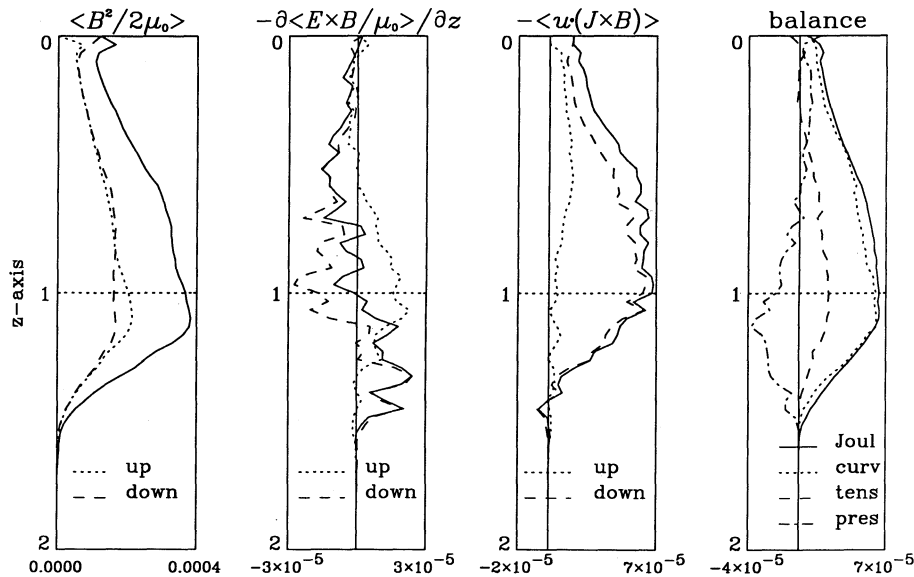 <B²/2μ₀>
−∂<E×B/μ₀>/∂z
−<u·(J×B)>
balance
0
0
0
0
z−axis
1
1
1
1
up
down
up
down
up
down
Joul
curv
tens
pres
2
2
2
2
0.0000 0.0004
−3×10⁻⁵ 3×10⁻⁵
−2×10⁻⁵ 7×10⁻⁵
−4×10⁻⁵ 7×10⁻⁵